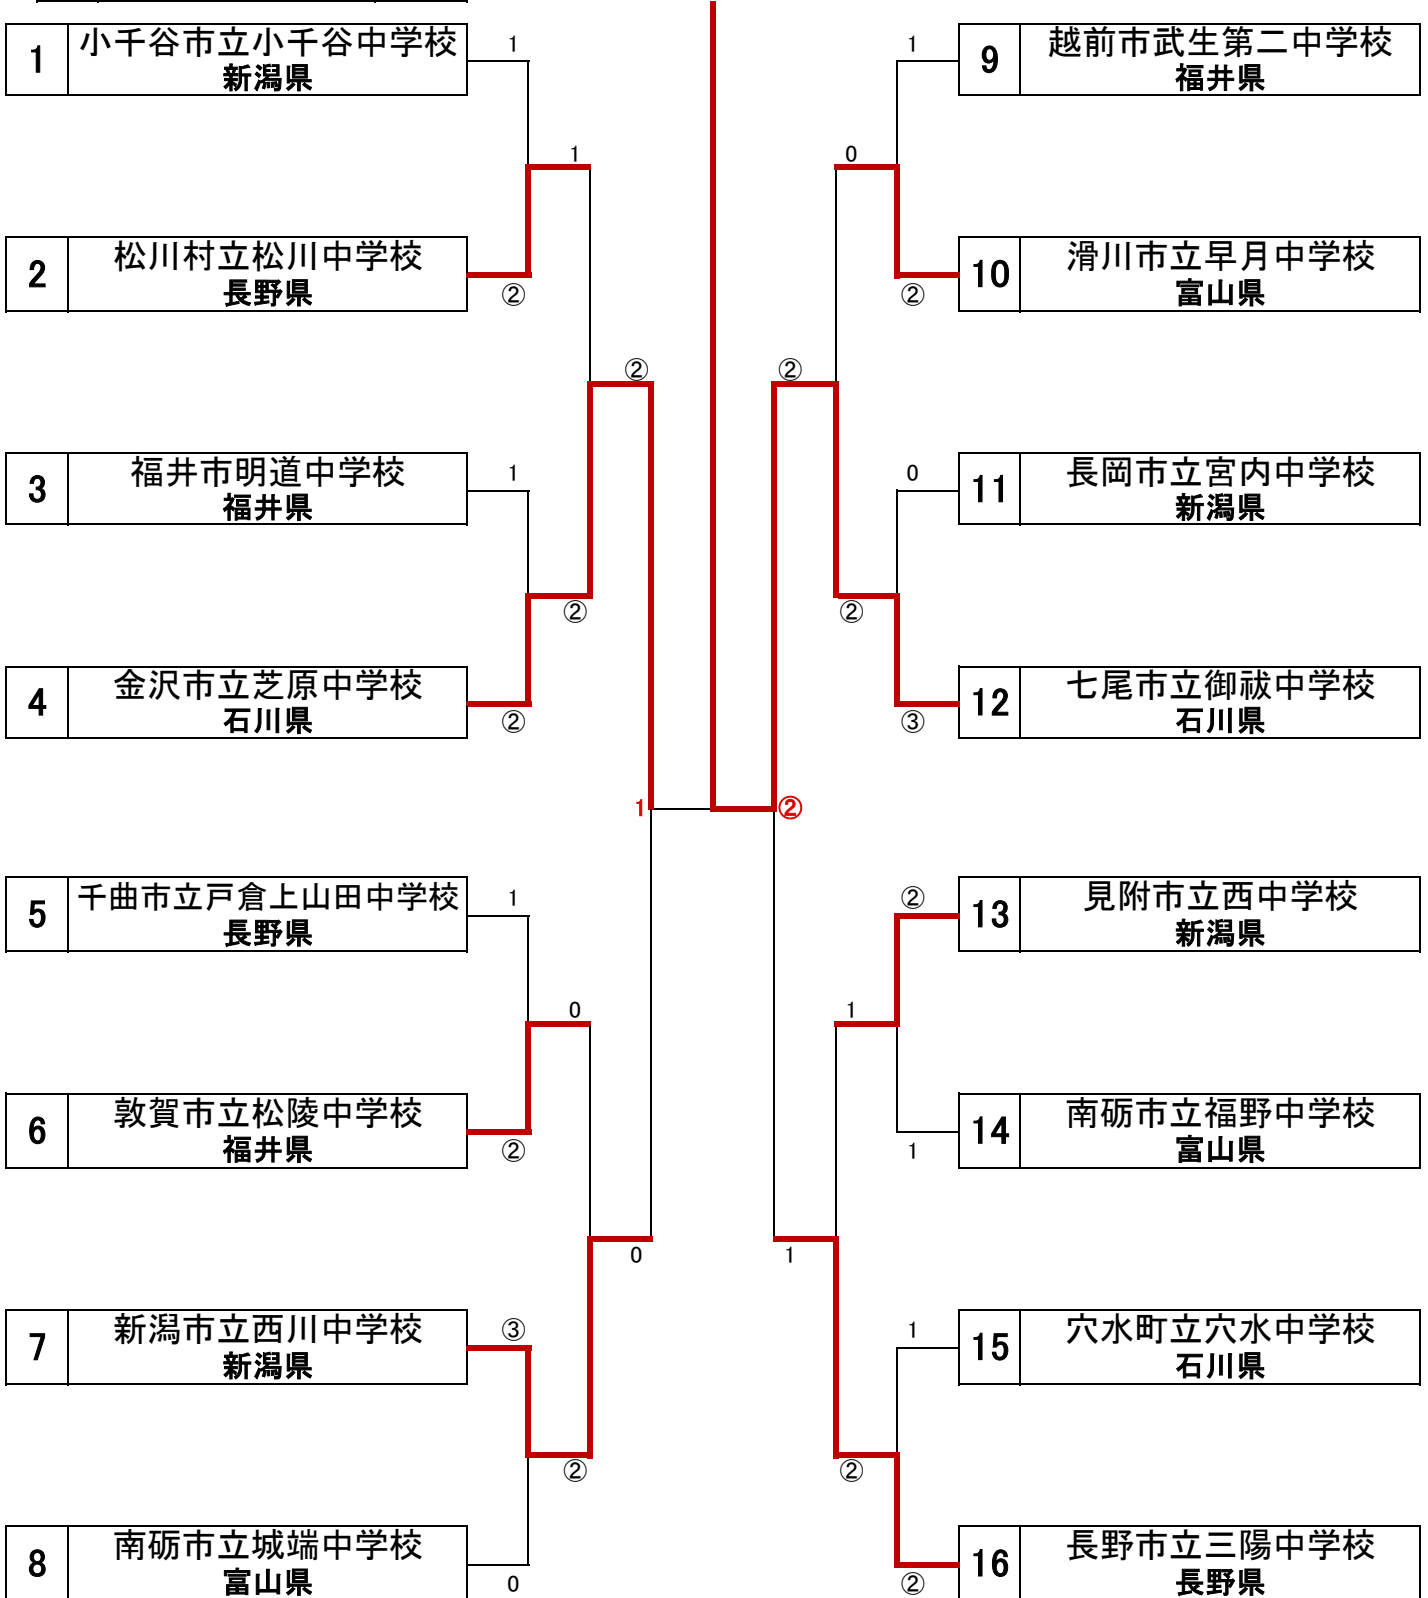 1
小千谷市立小千谷中学校
新潟県
1
1
2
松川村立松川中学校
長野県
②
②
3
福井市明道中学校
福井県
1
②
4
金沢市立芝原中学校
石川県
②
1
5
千曲市立戸倉上山田中学校
長野県
1
0
6
敦賀市立松陵中学校
福井県
②
0
7
新潟市立西川中学校
新潟県
③
②
8
南砺市立城端中学校
富山県
0
1
9
越前市武生第二中学校
福井県
0
10
滑川市立早月中学校
富山県
②
②
0
11
長岡市立宮内中学校
新潟県
②
12
七尾市立御祓中学校
石川県
③
②
②
13
見附市立西中学校
新潟県
1
14
南砺市立福野中学校
富山県
1
1
1
15
穴水町立穴水中学校
石川県
②
16
長野市立三陽中学校
長野県
②